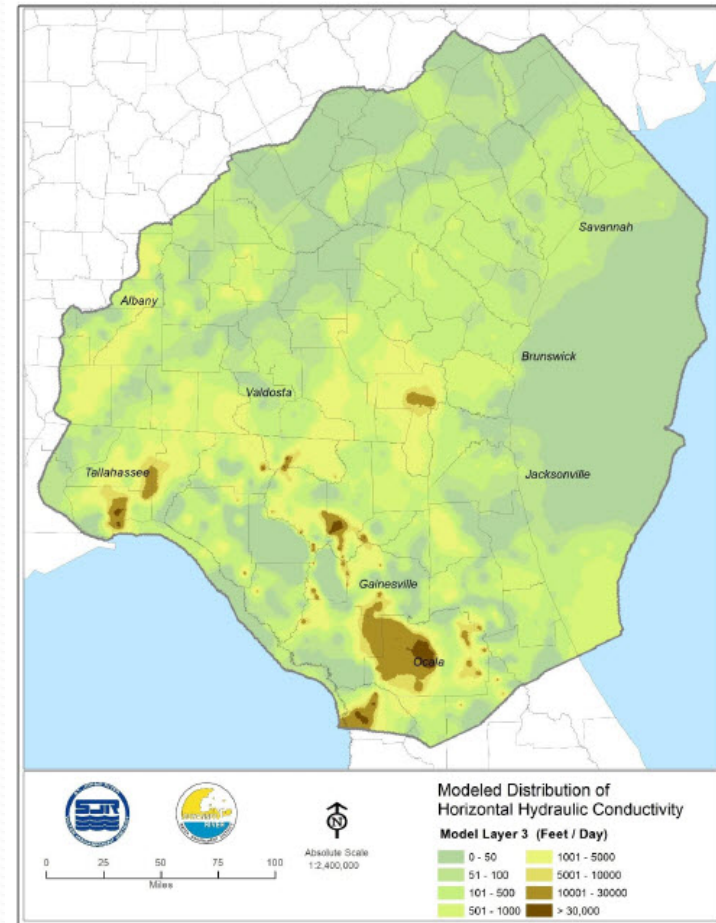 Savannah
Albany
Brunswick
Valdosta
Tallahassee
Jacksonville
Gainesville
Ocala
SJR
N
Absolute Scale
1:2,400,000
0 25 50 75 100
Miles
Modeled Distribution of
Horizontal Hydraulic Conductivity
Model Layer 3 (Feet / Day)
0 - 50 1001 - 5000
51 - 100 5001 - 10000
101 - 500 10001 - 30000
501 - 1000 > 30,000